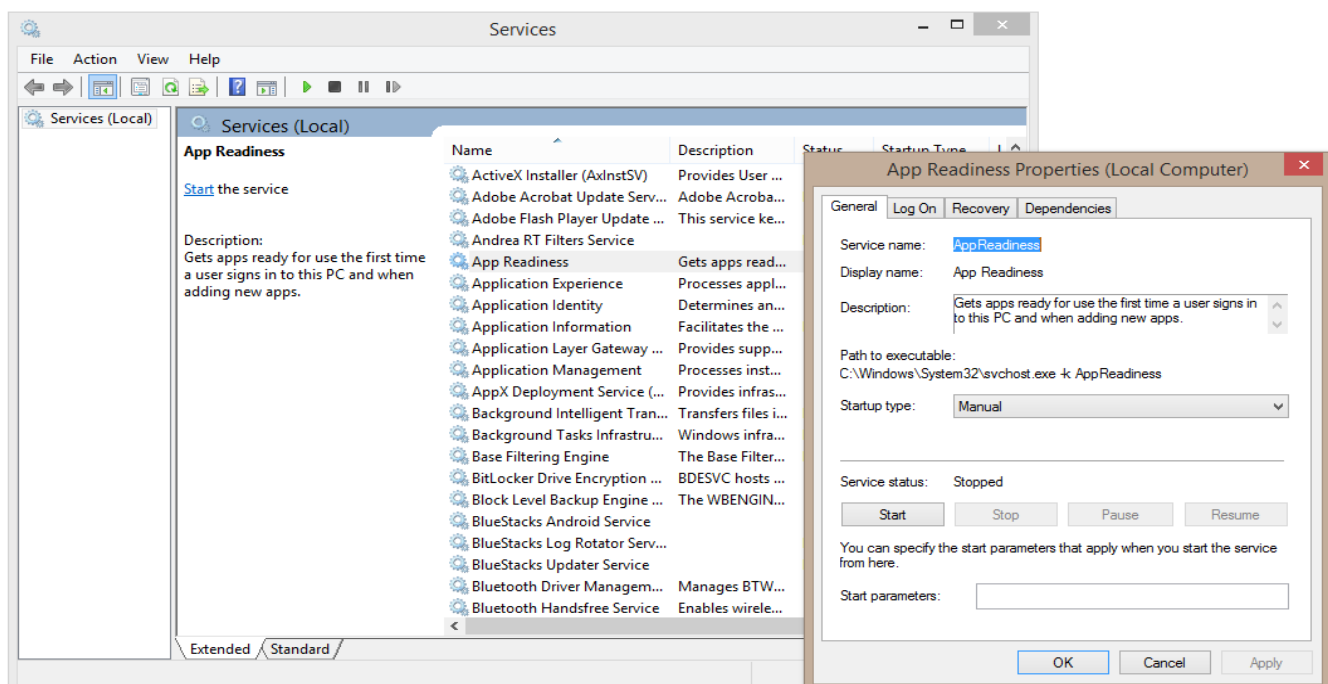 Services
File Action View Help
Services (Local)
Services (Local)
App Readiness
Start the service
Description:
Gets apps ready for use the first time
a user signs in to this PC and when
adding new apps.
Name Description Status Startup Type
ActiveX Installer (AxInstSV) Provides User ...
Adobe Acrobat Update Serv... Adobe Acroba...
Adobe Flash Player Update ... This service ke...
Andrea RT Filters Service
App Readiness Gets apps read...
Application Experience Processes appl...
Application Identity Determines an...
Application Information Facilitates the ...
Application Layer Gateway ... Provides supp...
Application Management Processes inst...
AppX Deployment Service (... Provides infras...
Background Intelligent Tran... Transfers files i...
Background Tasks Infrastru... Windows infra...
Base Filtering Engine The Base Filter...
BitLocker Drive Encryption ... BDESVC hosts ...
Block Level Backup Engine ... The WBENGIN...
BlueStacks Android Service
BlueStacks Log Rotator Serv...
BlueStacks Updater Service
Bluetooth Driver Managem... Manages BTW...
Bluetooth Handsfree Service Enables wirele...
Extended Standard
App Readiness Properties (Local Computer)
General Log On Recovery Dependencies
Service name: AppReadiness
Display name: App Readiness
Description: Gets apps ready for use the first time a user signs in
to this PC and when adding new apps.
Path to executable:
C:\Windows\System32\svchost.exe -k AppReadiness
Startup type: Manual
Service status: Stopped
Start Stop Pause Resume
You can specify the start parameters that apply when you start the service
from here.
Start parameters:
OK Cancel Apply